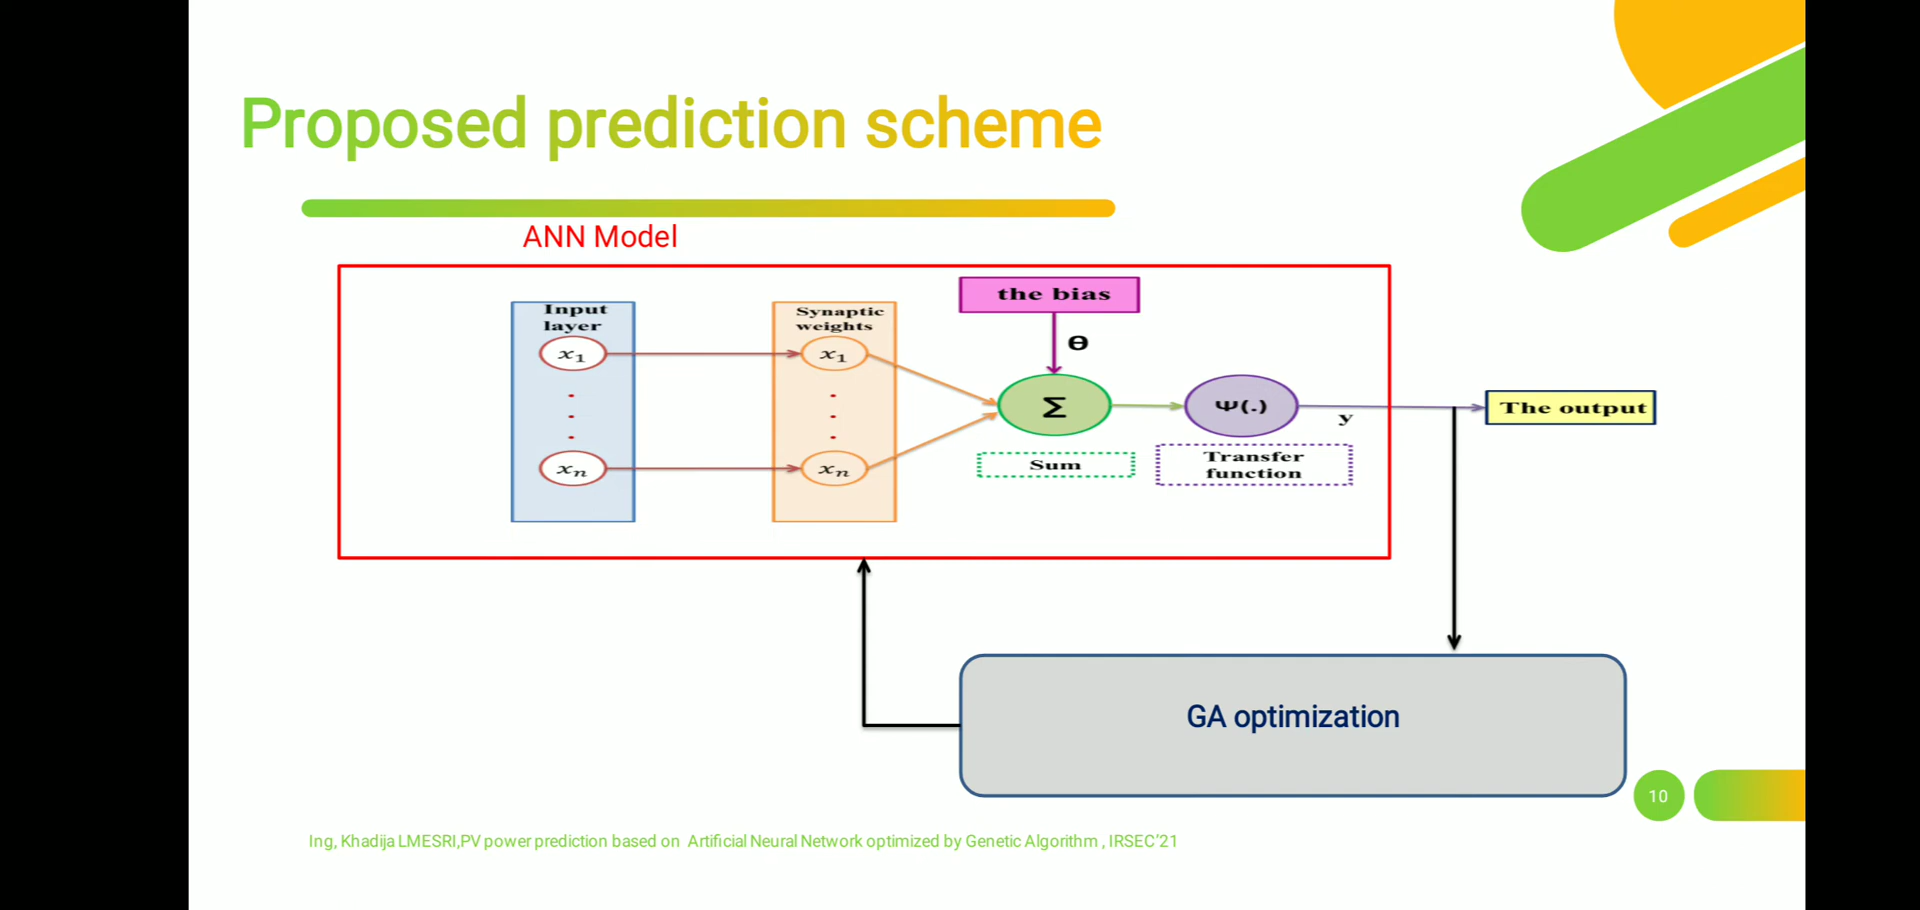 Proposed prediction scheme
ANN Model
Input
layer
x₁
xₙ
Synaptic
weights
x₁
xₙ
the bias
Ө
Σ
Sum
Ψ(.)
Transfer
function
y
The output
GA optimization
10
Ing, Khadija LMESRI,PV power prediction based on Artificial Neural Network optimized by Genetic Algorithm , IRSEC'21